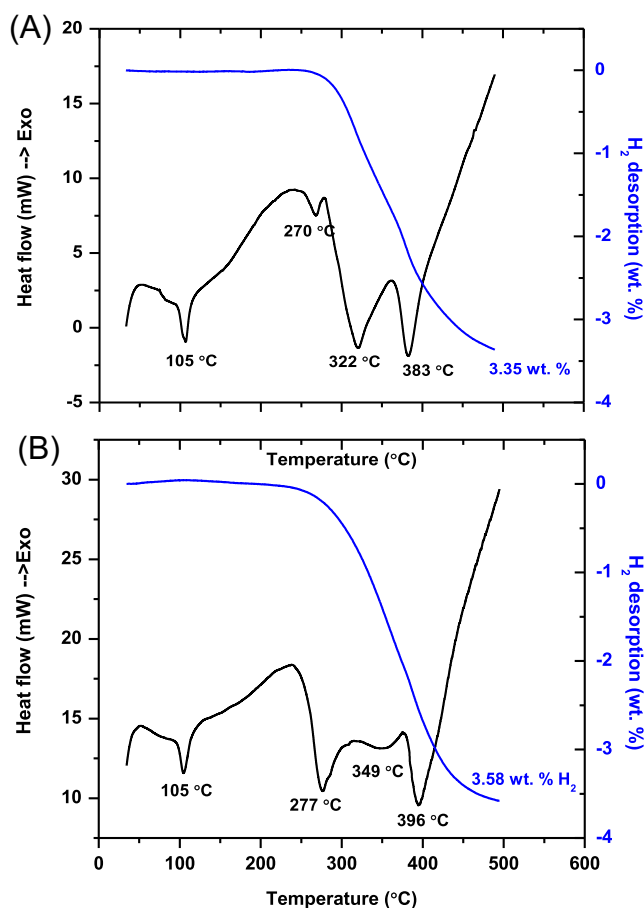 (A)
20
15
10
5
0
-5
Heat flow (mW) --> Exo
0
-1
-2
-3
-4
H₂ desorption (wt. %)
270 °C
105 °C
322 °C
383 °C
3.35 wt. %
Temperature (°C)
(B)
30
25
20
15
10
Heat flow (mW) -->Exo
0
-1
-2
-3
-4
H₂ desorption (wt. %)
105 °C
277 °C
349 °C
396 °C
3.58 wt. % H₂
0 100 200 300 400 500 600
Temperature (°C)